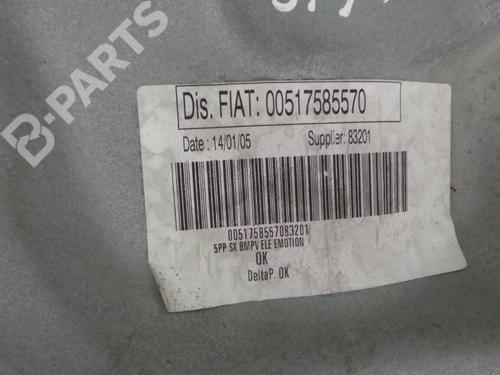 B-PARTS
Dis. FIAT: 00517585570
Date : 14/01/05 Supplier: 83201
0051758557083201
5PP SX BMPV ELE EMOTION
OK
DeltaP. OK